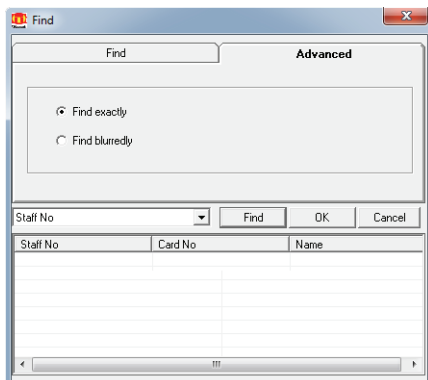 Find
Find Advanced
Find exactly
Find blurredly
Staff No Find OK Cancel
Staff No Card No Name